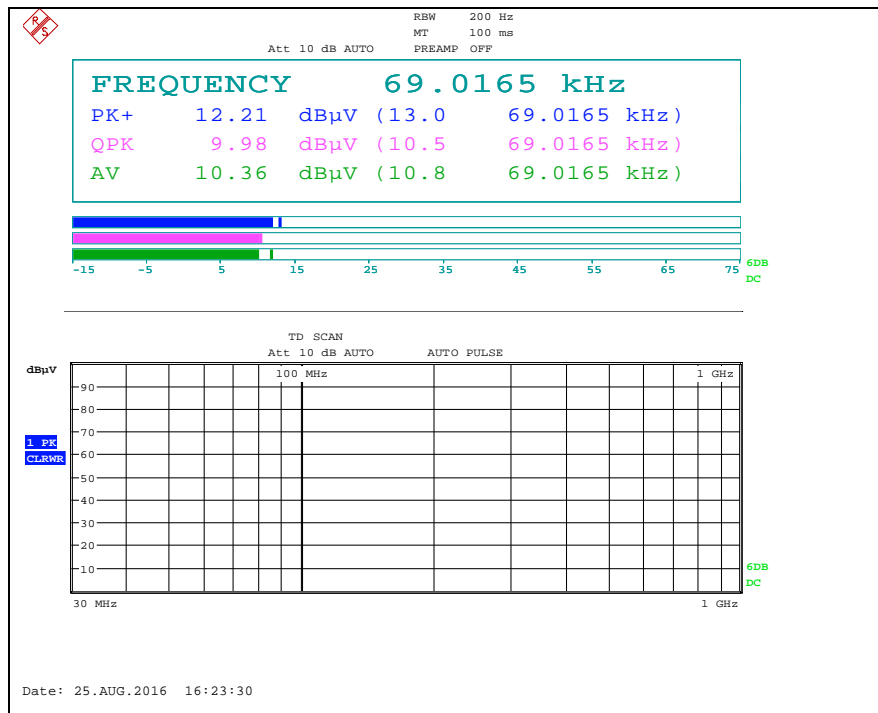 R S
RBW 200 Hz
MT 100 ms
Att 10 dB AUTO PREAMP OFF
FREQUENCY 69.0165 kHz
PK+ 12.21 dBµV (13.0 69.0165 kHz)
QPK 9.98 dBµV (10.5 69.0165 kHz)
AV 10.36 dBµV (10.8 69.0165 kHz)
-15 -5 5 15 25 35 45 55 65 75
6DB
DC
TD SCAN
Att 10 dB AUTO AUTO PULSE
dBµV
100 MHz 1 GHz
90
80
70
1 PK
CLRWR
60
50
40
30
20
10
6DB
DC
30 MHz 1 GHz
Date: 25.AUG.2016 16:23:30